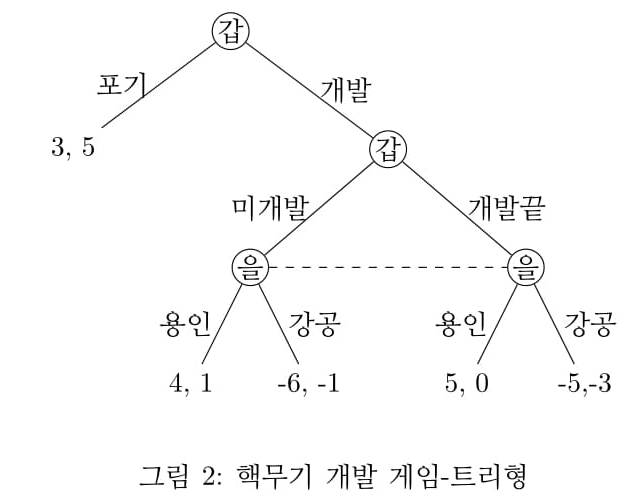 갑
포기 개발
3, 5
갑
미개발 개발끝
을 을
용인 강공 용인 강공
4, 1 -6, -1 5, 0 -5,-3
그림 2: 핵무기 개발 게임-트리형